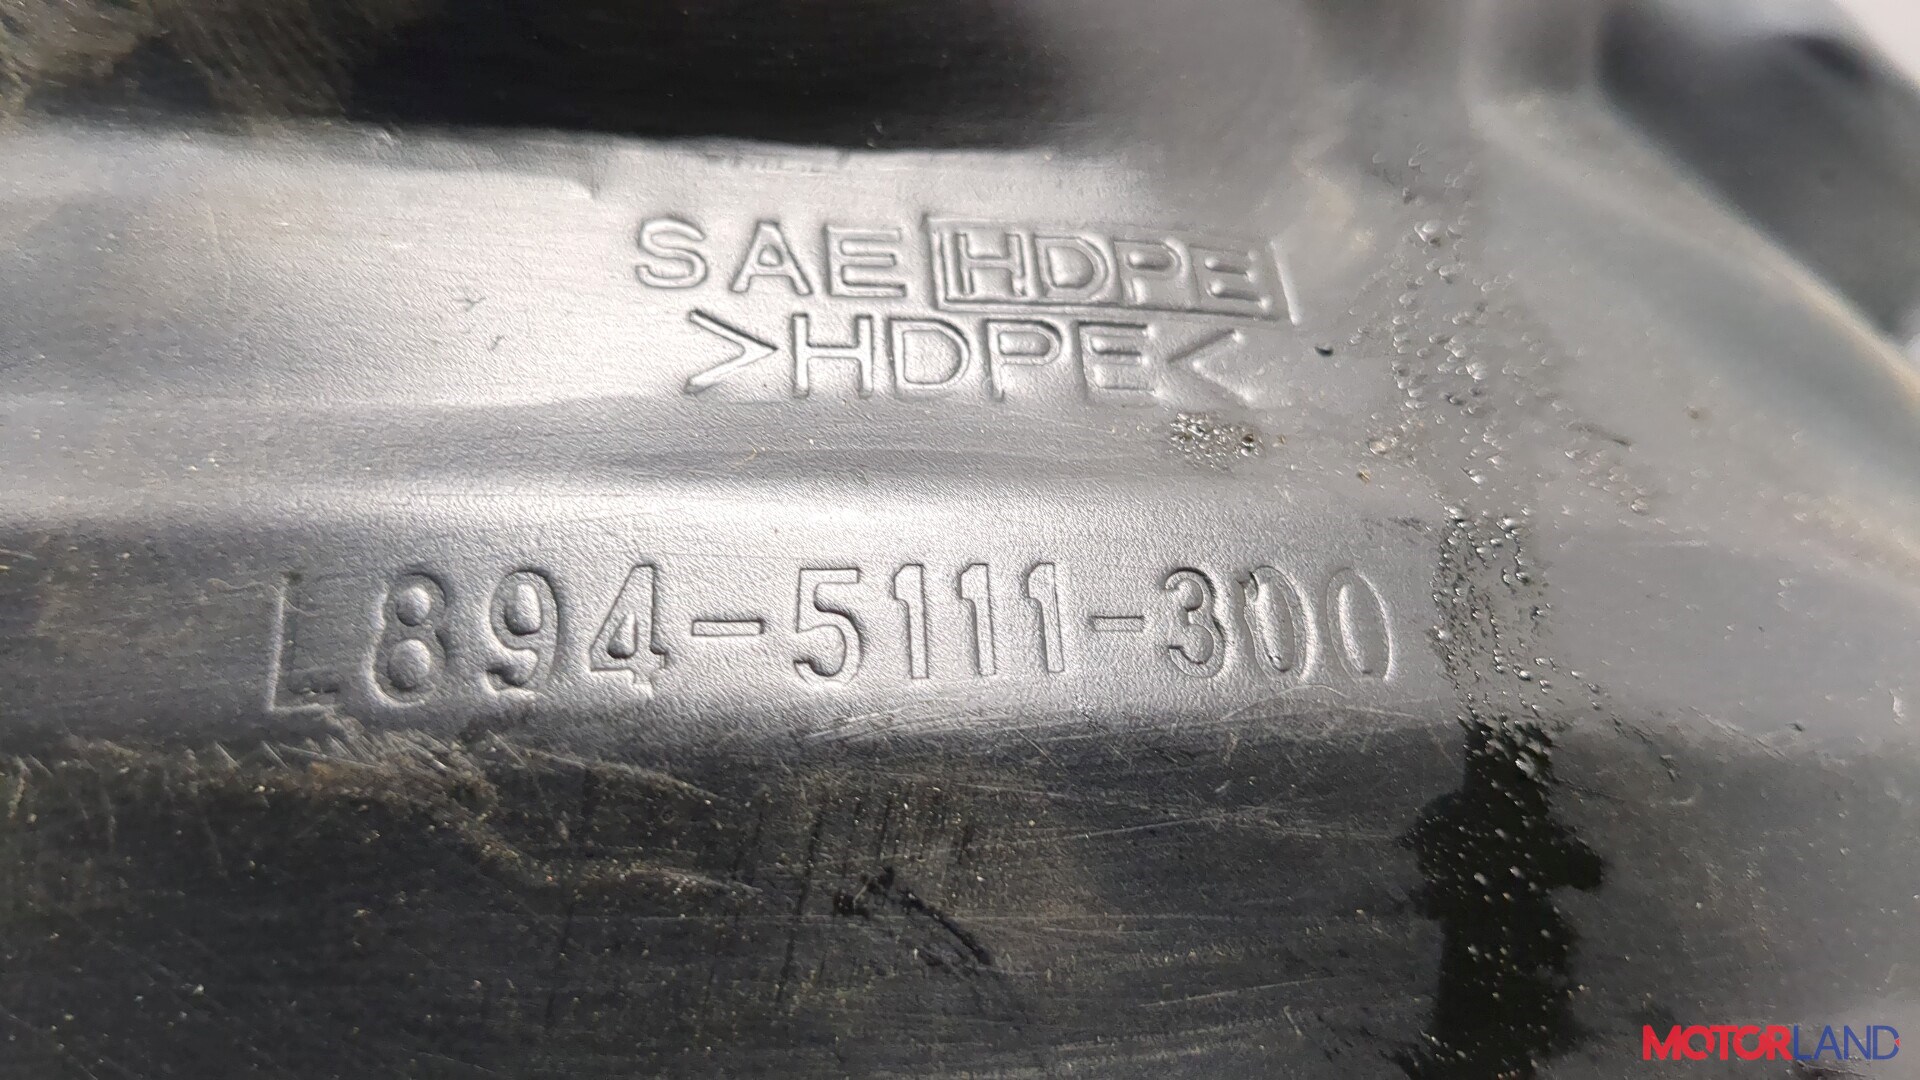 SAE HDPE
>HDPE<
L894-5111-300
MOTORLAND